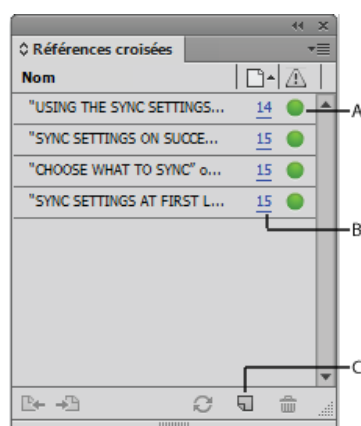 Références croisées
Nom
"USING THE SYNC SETTINGS... 14 A
"SYNC SETTINGS ON SUCCE... 15
"CHOOSE WHAT TO SYNC" o... 15
"SYNC SETTINGS AT FIRST L... 15
B
C